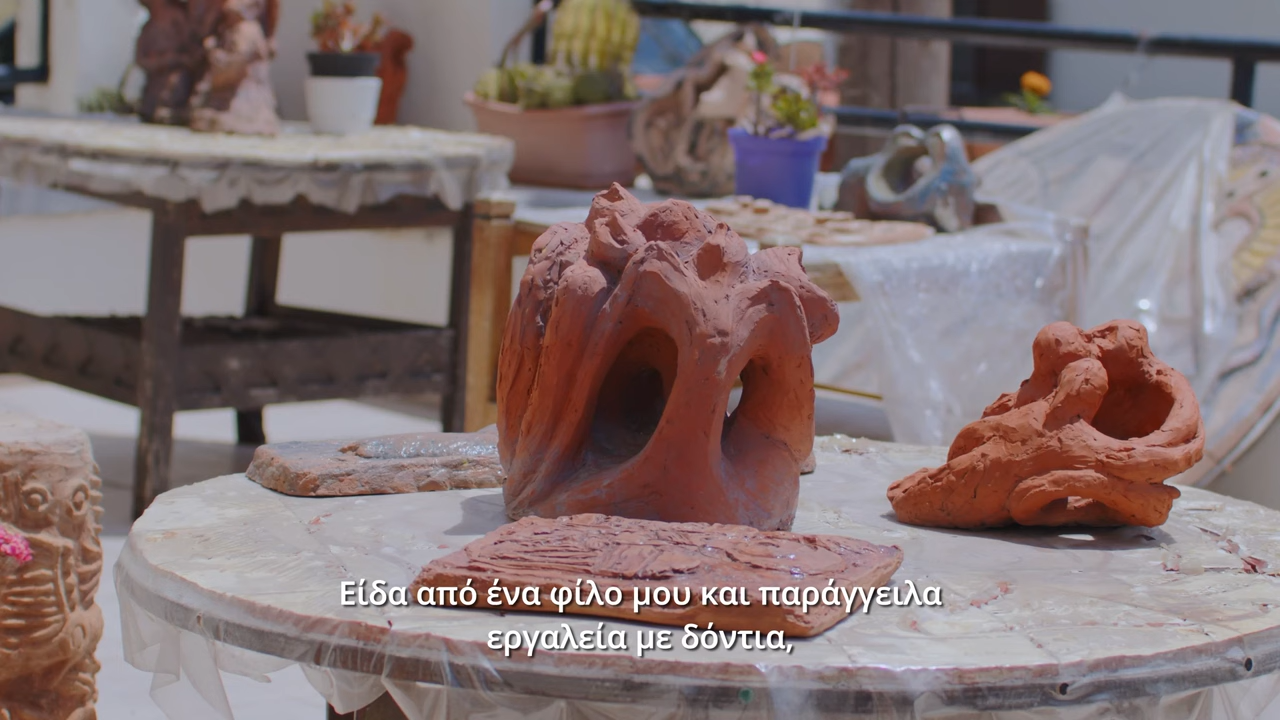 Είδα από ένα φίλο μου και παράγγειλα
εργαλεία με δόντια,